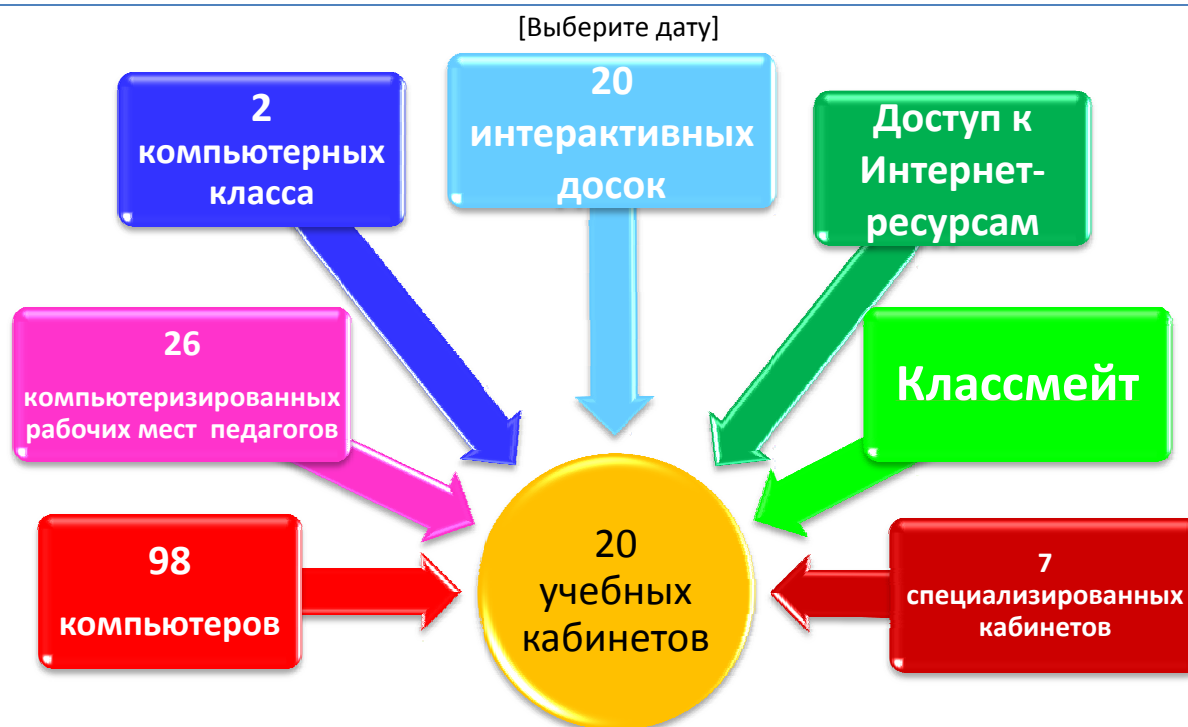 [Выберите дату]
2
компьютерных
класса
20
интерактивных
досок
Доступ к
Интернет-
ресурсам
26
компьютеризированных
рабочих мест педагогов
Классмейт
98
компьютеров
20
учебных
кабинетов
7
специализированных
кабинетов